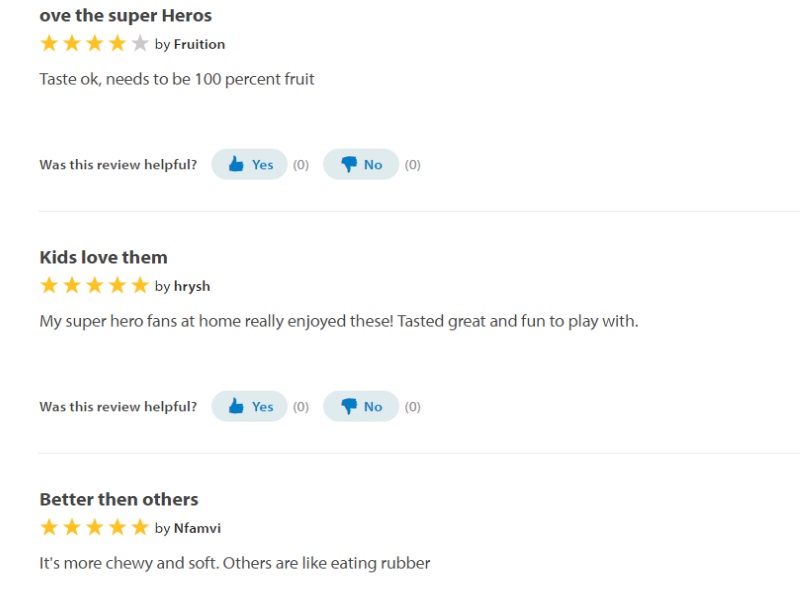 ove the super Heros
by Fruition
Taste ok, needs to be 100 percent fruit
Was this review helpful? Yes (0) No (0)
Kids love them
by hrysh
My super hero fans at home really enjoyed these! Tasted great and fun to play with.
Was this review helpful? Yes (0) No (0)
Better then others
by Nfamvi
It's more chewy and soft. Others are like eating rubber